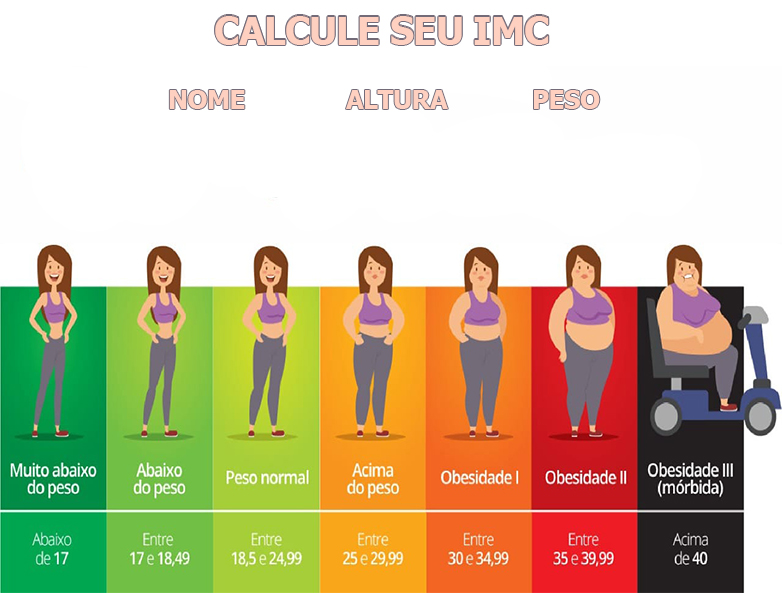 CALCULE SEU IMC
NOME ALTURA PESO
Muito abaixo
do peso
Abaixo
do peso
Peso normal
Acima
do peso
Obesidade I
Obesidade II
Obesidade III
(mórbida)
Abaixo
de 17
Entre
17 e 18,49
Entre
18,5 e 24,99
Entre
25 e 29,99
Entre
30 e 34,99
Entre
35 e 39,99
Acima
de 40